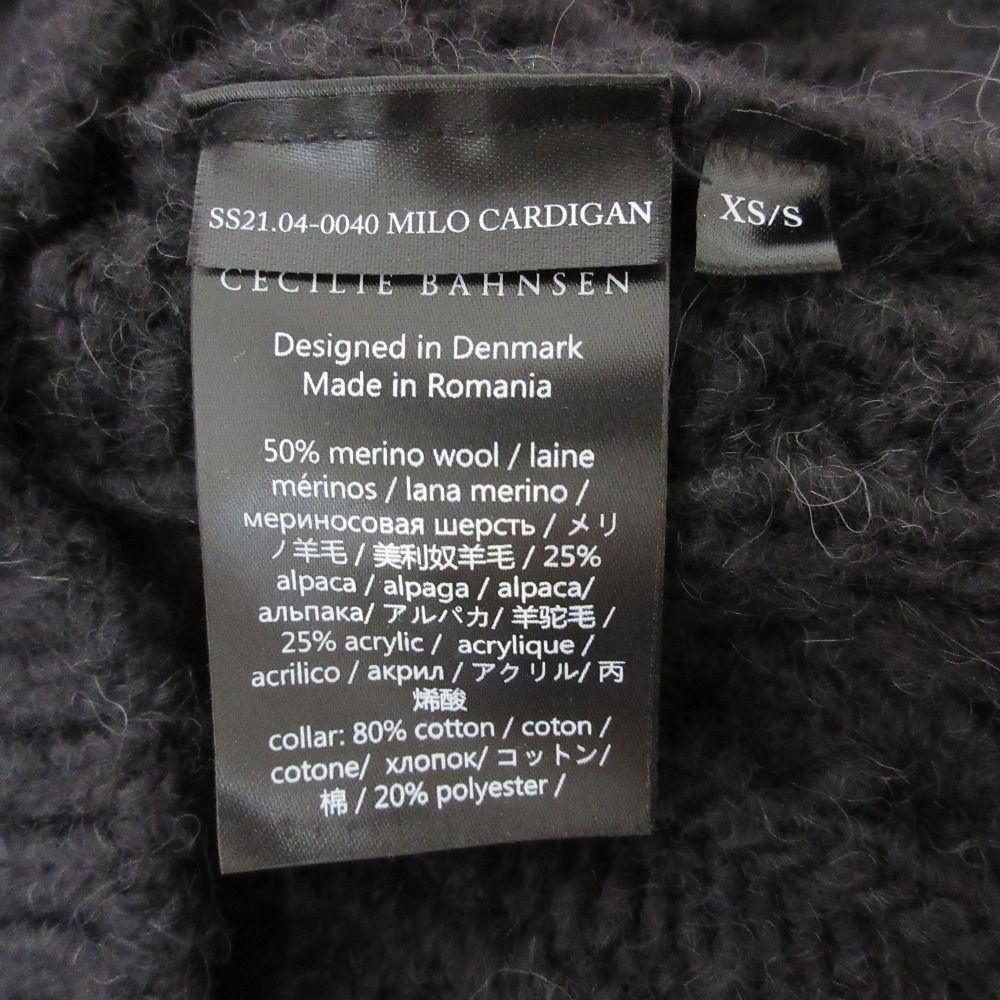 SS21.04-0040 MILO CARDIGAN
XS/S
CECILIE BAHNSEN
Designed in Denmark
Made in Romania
50% merino wool / laine
mérinos / lana merino /
мериносовая шерсть / メリ
ノ羊毛 / 美利奴羊毛 / 25%
alpaca / alpaga / alpaca/
альпака/ アルパカ/ 羊驼毛 /
25% acrylic / acrylique /
acrilico / акрил / アクリル/ 丙
烯酸
collar: 80% cotton / coton /
cotone/ хлопок/ コットン/
棉 / 20% polyester /